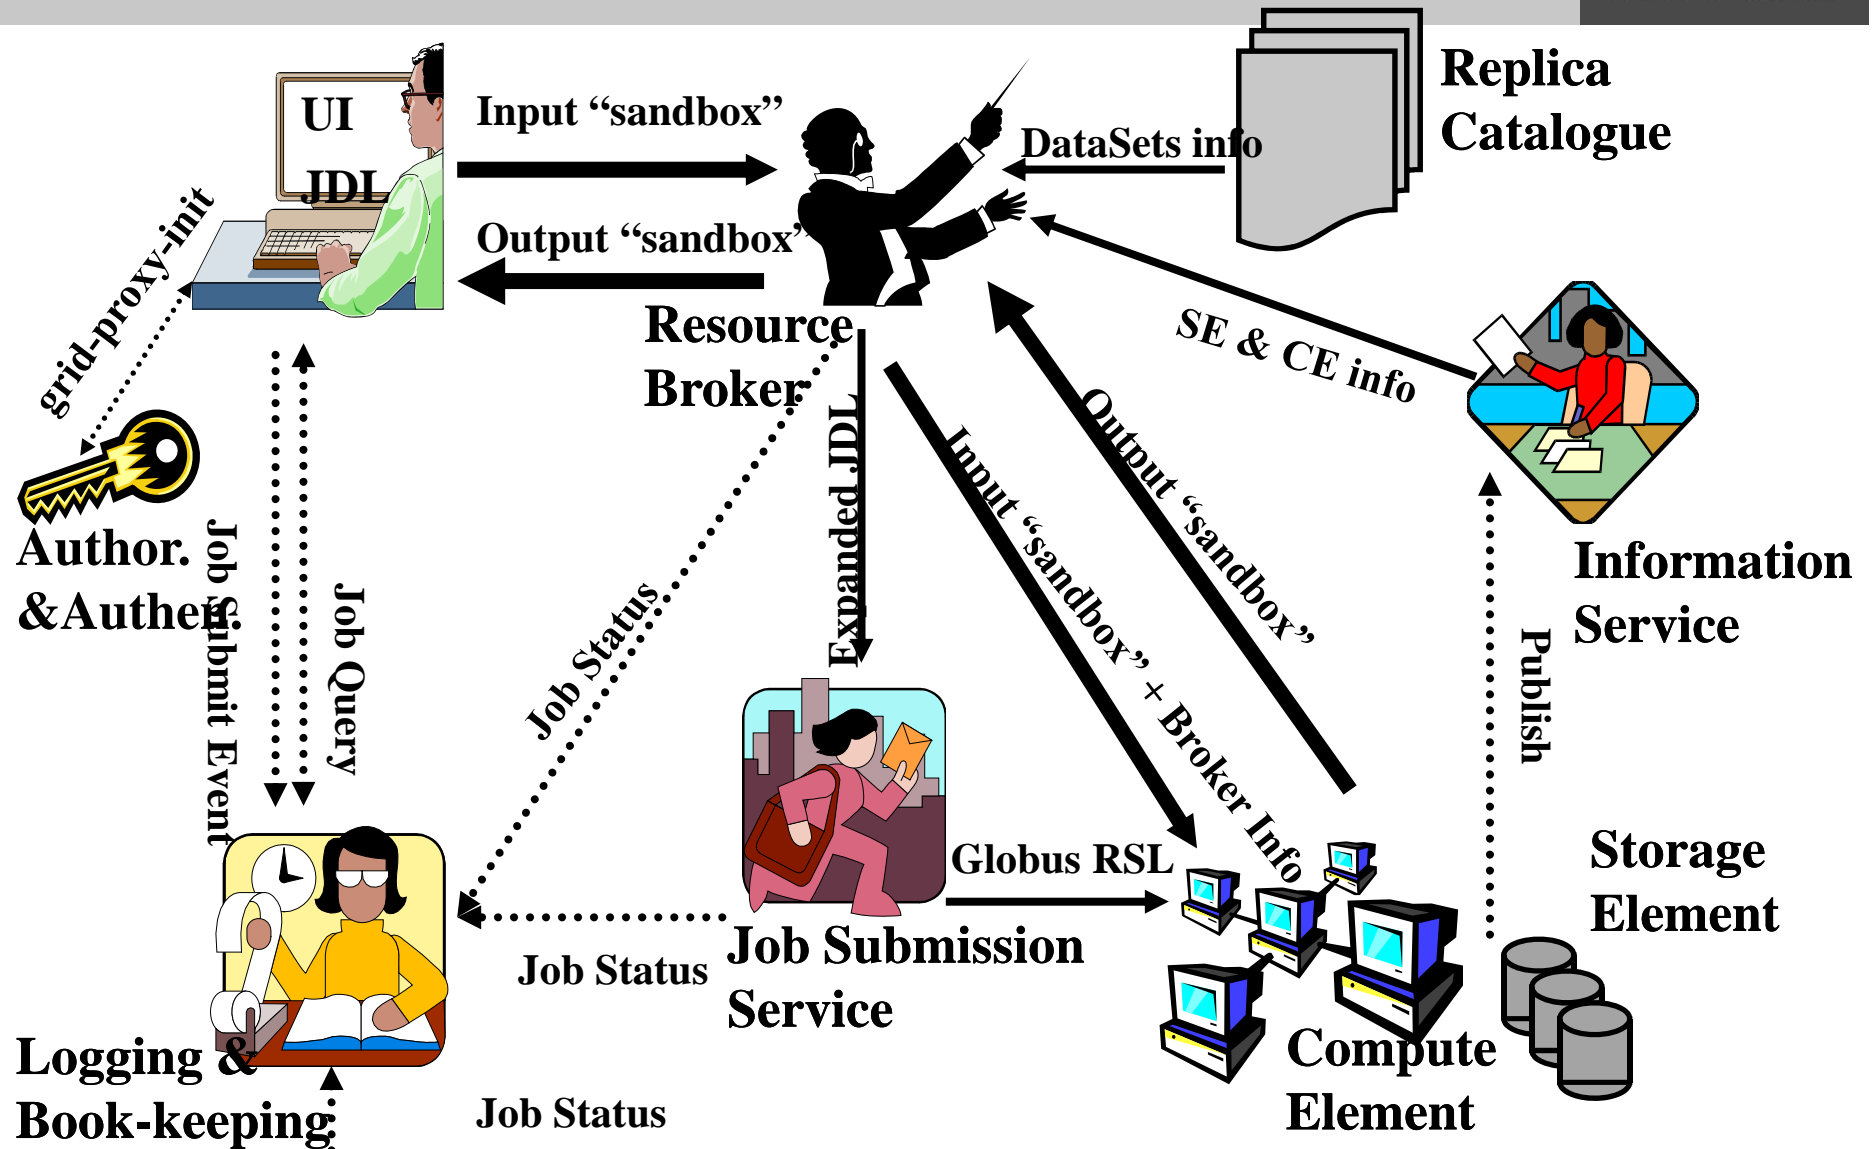 UI
JDL
Input “sandbox”
Output “sandbox”
DataSets info
Replica
Catalogue
grid-proxy-init
Resource
Broker
SE & CE info
Author.
&Authen.
Job Submit Event
Job Query
Job Status
Expanded JDL
Input “sandbox” + Broker Info
Output “sandbox”
Information
Service
Publish
Globus RSL
Storage
Element
Job Status
Job Submission
Service
Logging &
Book-keeping
Job Status
Compute
Element